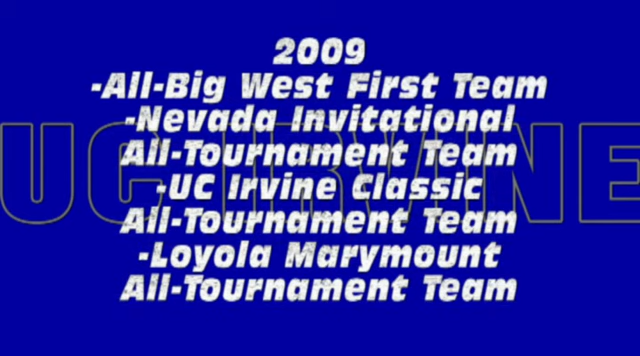 2009
-All-Big West First Team
-Nevada Invitational
All-Tournament Team
-UC Irvine Classic
All-Tournament Team
-Loyola Marymount
All-Tournament Team
UC IRVINE